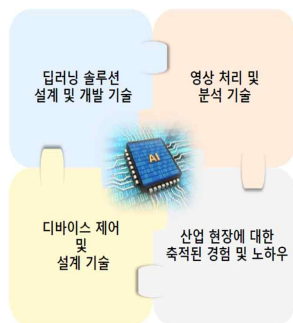 딥러닝 솔루션
설계 및 개발 기술
영상 처리 및
분석 기술
AI
디바이스 제어
및
설계 기술
산업 현장에 대한
축적된 경험 및 노하우